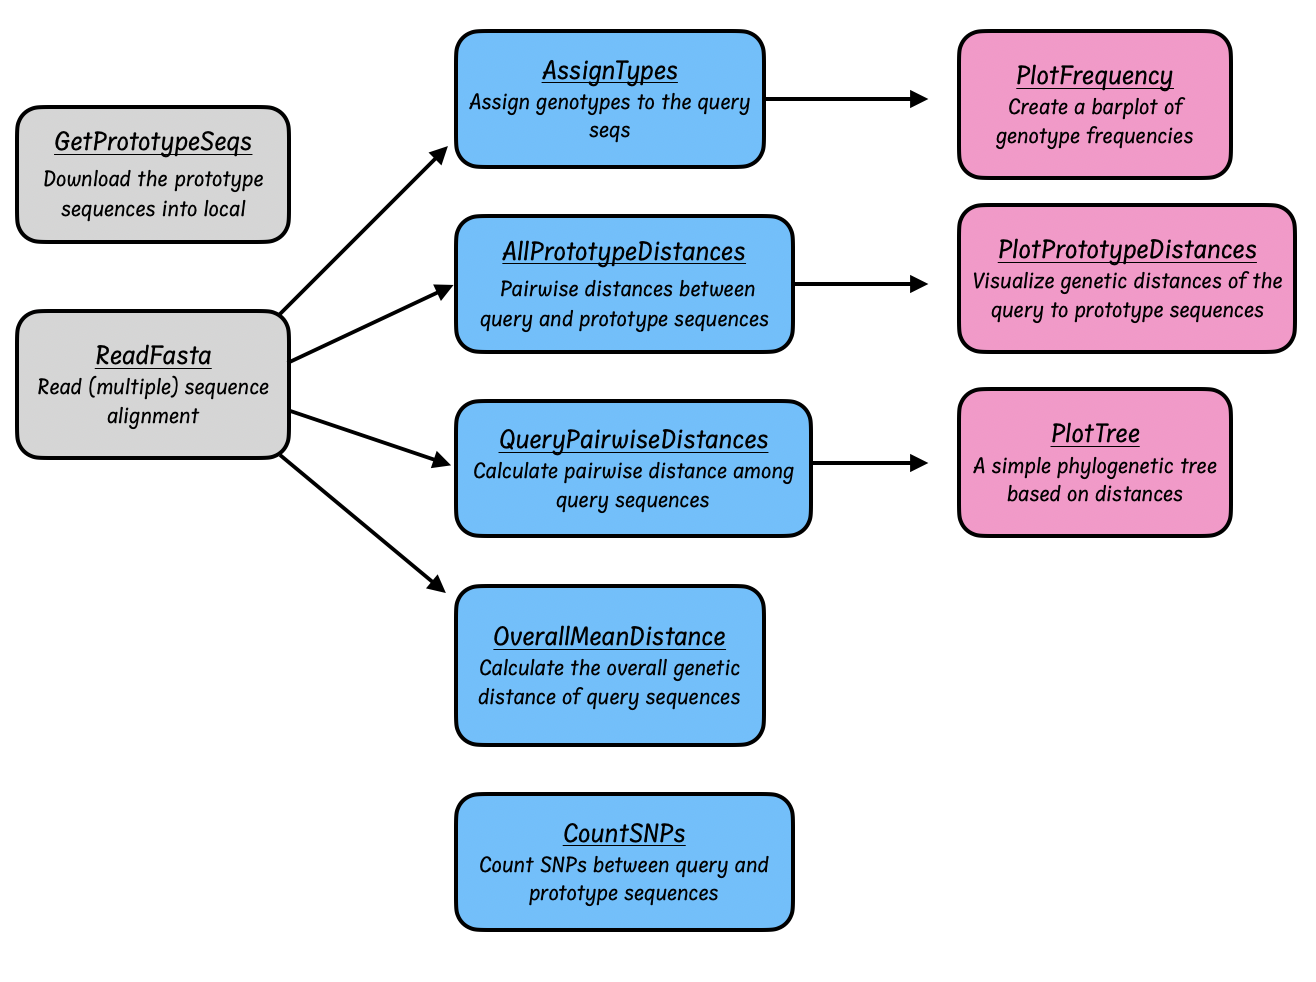 GetPrototypeSeqs
Download the prototype
sequences into local
ReadFasta
Read (multiple) sequence
alignment
AssignTypes
Assign genotypes to the query
seqs
AllPrototypeDistances
Pairwise distances between
query and prototype sequences
QueryPairwiseDistances
Calculate pairwise distance among
query sequences
OverallMeanDistance
Calculate the overall genetic
distance of query sequences
CountSNPs
Count SNPs between query and
prototype sequences
PlotFrequency
Create a barplot of
genotype frequencies
PlotPrototypeDistances
Visualize genetic distances of the
query to prototype sequences
PlotTree
A simple phylogenetic tree
based on distances